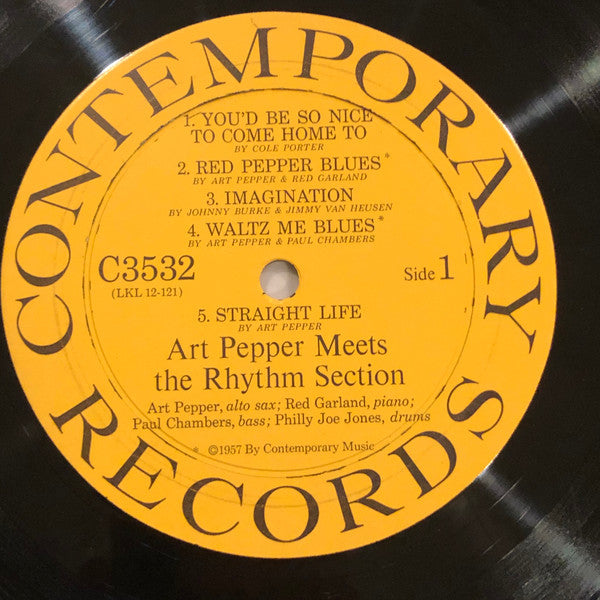 CONTEMPORARY
1. YOU'D BE SO NICE
TO COME HOME TO
BY COLE PORTER
2. RED PEPPER BLUES*
BY ART PEPPER & RED GARLAND
3. IMAGINATION
BY JOHNNY BURKE & JIMMY VAN HEUSEN
4. WALTZ ME BLUES*
BY ART PEPPER & PAUL CHAMBERS
C3532
(LKL 12-121)
Side 1
5. STRAIGHT LIFE
BY ART PEPPER
Art Pepper Meets
the Rhythm Section
Art Pepper, alto sax; Red Garland, piano;
Paul Chambers, bass; Philly Joe Jones, drums
* ©1957 By Contemporary Music
RECORDS